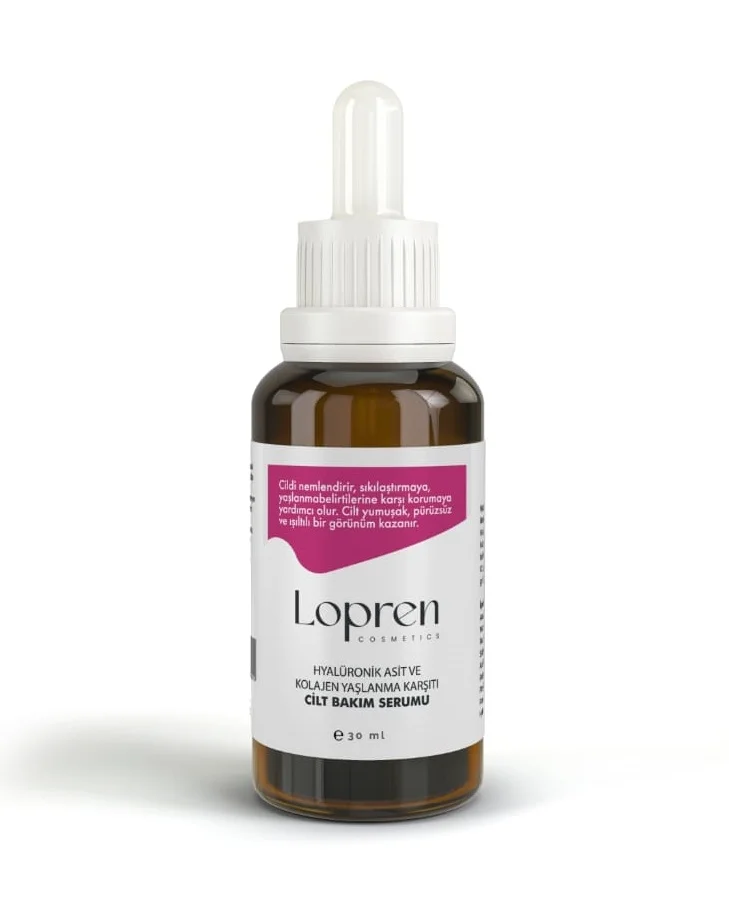 Cildi nemlendirir, sıkılaştırmaya,
yaşlanmabelirtilerine karşı korumaya
yardımcı olur. Cilt yumuşak, pürüzsüz
ve ışıltılı bir görünüm kazanır.
Lopren
COSMETICS
HYALÜRONİK ASİT VE
KOLAJEN YAŞLANMA KARŞITI
CİLT BAKIM SERUMU
e 30 ml